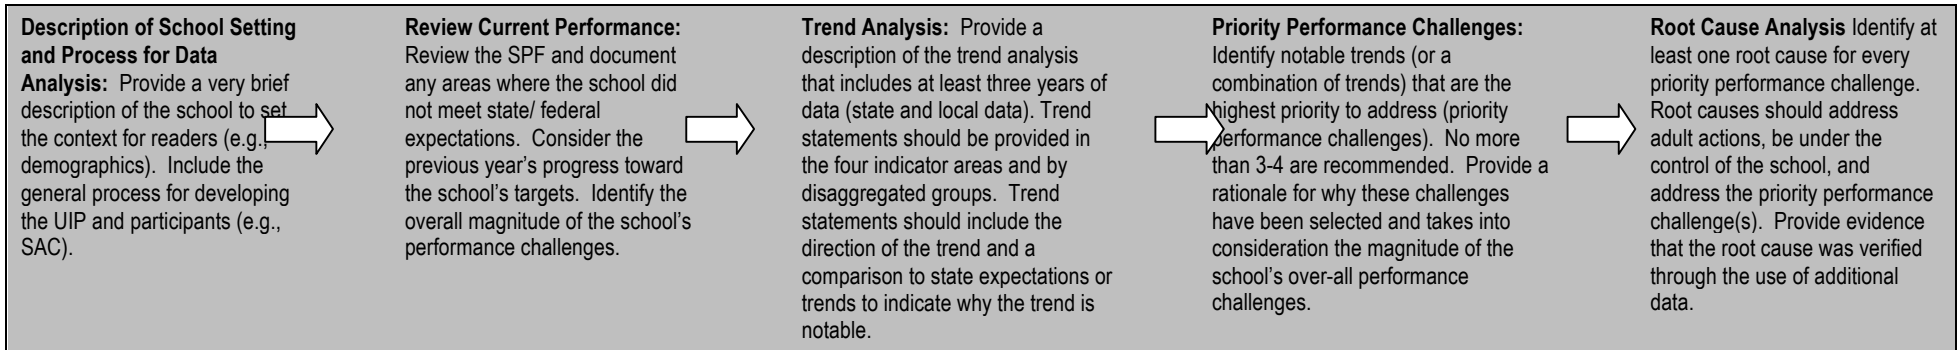 Description of School Setting
and Process for Data
Analysis: Provide a very brief
description of the school to set
the context for readers (e.g.,
demographics). Include the
general process for developing
the UIP and participants (e.g.,
SAC).
Review Current Performance:
Review the SPF and document
any areas where the school did
not meet state/ federal
expectations. Consider the
previous year's progress toward
the school's targets. Identify the
overall magnitude of the school's
performance challenges.
Trend Analysis: Provide a
description of the trend analysis
that includes at least three years of
data (state and local data). Trend
statements should be provided in
the four indicator areas and by
disaggregated groups. Trend
statements should include the
direction of the trend and a
comparison to state expectations or
trends to indicate why the trend is
notable.
Priority Performance Challenges:
Identify notable trends (or a
combination of trends) that are the
highest priority to address (priority
performance challenges). No more
than 3-4 are recommended. Provide a
rationale for why these challenges
have been selected and takes into
consideration the magnitude of the
school's over-all performance
challenges.
Root Cause Analysis Identify at
least one root cause for every
priority performance challenge.
Root causes should address
adult actions, be under the
control of the school, and
address the priority performance
challenge(s). Provide evidence
that the root cause was verified
through the use of additional
data.